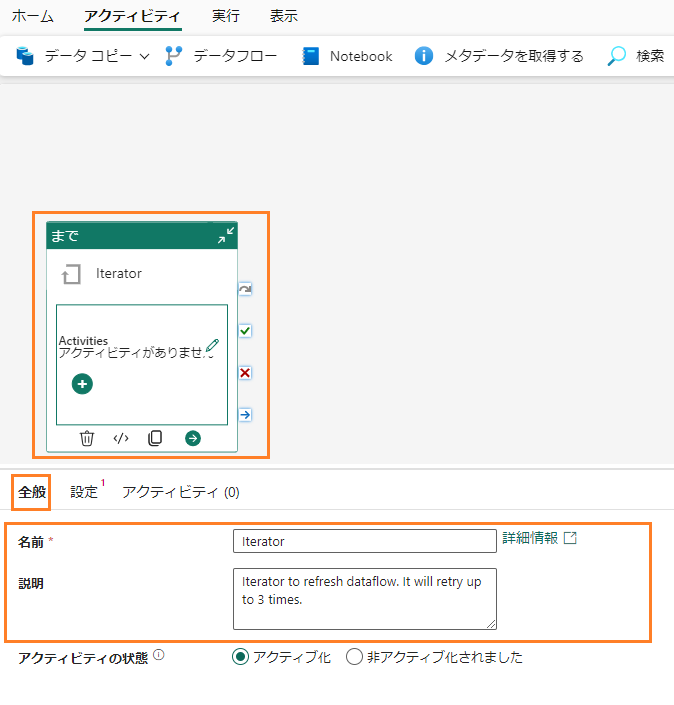 ホーム アクティビティ 実行 表示
データ コピー データフロー Notebook メタデータを取得する 検索
まで
Iterator
Activities
アクティビティがありません
全般 設定 1 アクティビティ (0)
名前 * Iterator 詳細情報
説明 Iterator to refresh dataflow. It will retry up
to 3 times.
アクティビティの状態 アクティブ化 非アクティブ化されました